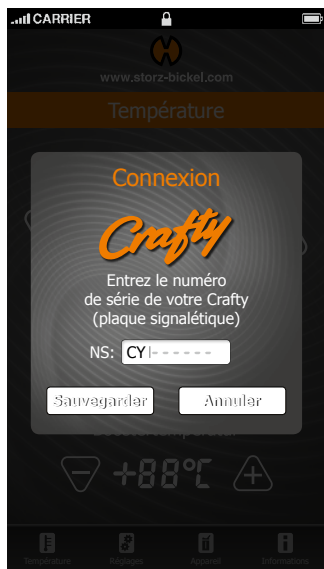 CARRIER
www.storz-bickel.com
Température
Connexion
Crafty
Entrez le numéro
de série de votre Crafty
(plaque signalétique)
NS: CY|------
Sauvegarder Annuler
+88°C
Température Réglages Appareil Informations